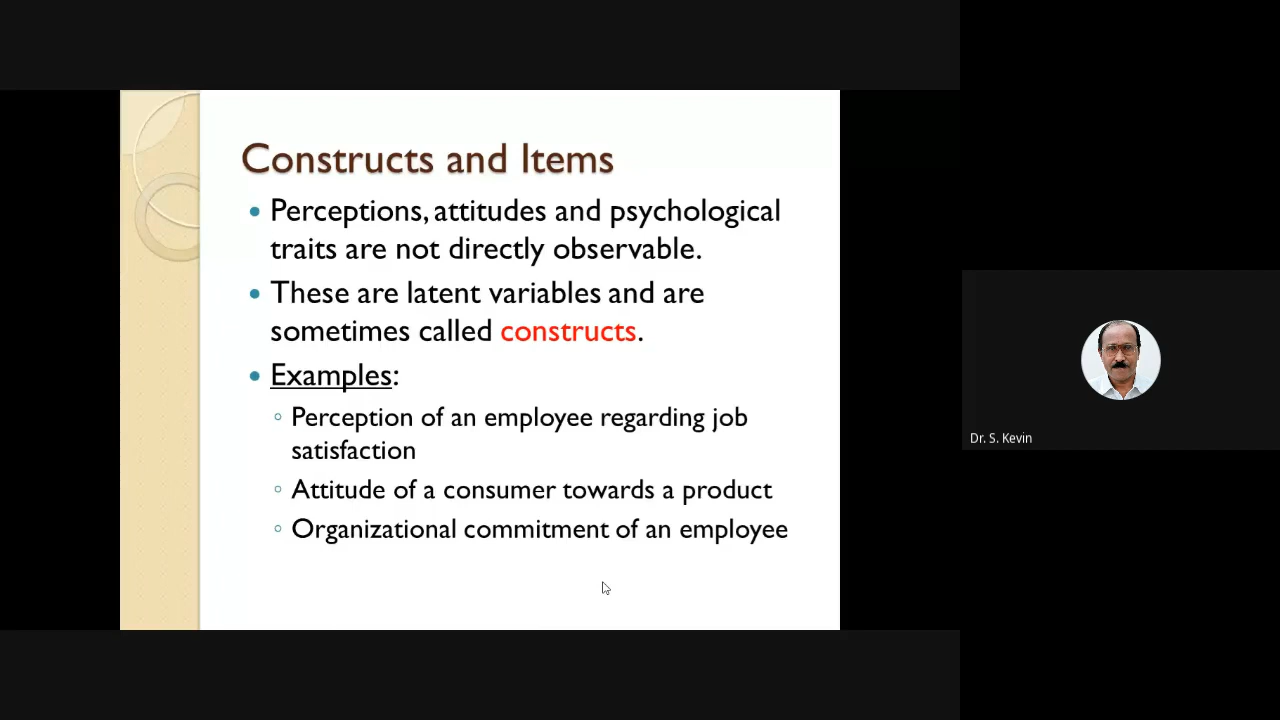 Constructs and Items
• Perceptions, attitudes and psychological
traits are not directly observable.
• These are latent variables and are
sometimes called constructs.
• Examples:
◦ Perception of an employee regarding job
satisfaction
◦ Attitude of a consumer towards a product
◦ Organizational commitment of an employee
Dr. S. Kevin